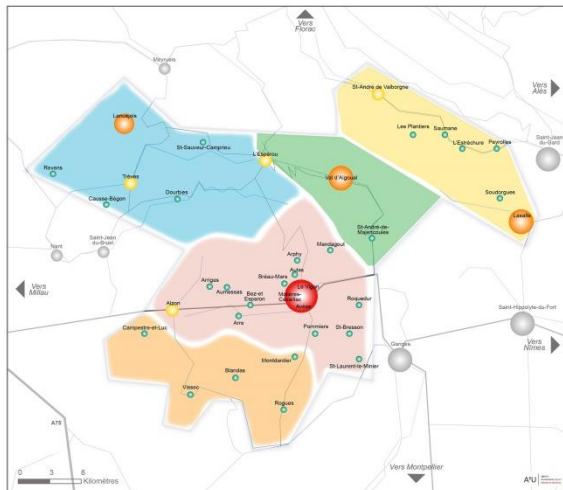 Vers
Florac
Meyrueis
St-André de Valborgne
Vers
Alès
Lanuéjols
Les Plantiers
Saumane
L'Estréchure
Peyrolles
Saint-Jean
du-Gard
St-Sauveur-Camprieu
L'Espérou
Revens
Trèves
Val d'Aigoual
Dourbies
Causse-Bégon
Soudorgues
Lasalle
St-André-de-
Majencoules
Nant
Saint-Jean
du-Bruel
Mandagout
Arphy
Aulas
Bréau-Mars
Vers
Millau
Arrigas
Aumessas
Le Vigan
Bez-et
Esparon
Molières-
Cavaillac
Avèze
Roquedur
Alzon
Saint-Hippolyte-du-Fort
Arre
Campestre-et-Luc
Pommiers
St-Bresson
Vers
Nîmes
Ganges
Montdardier
St-Laurent-le-Minier
Blandas
Vissec
Rogues
A75
Vers Montpellier
0 3 6
Kilomètres
A'U